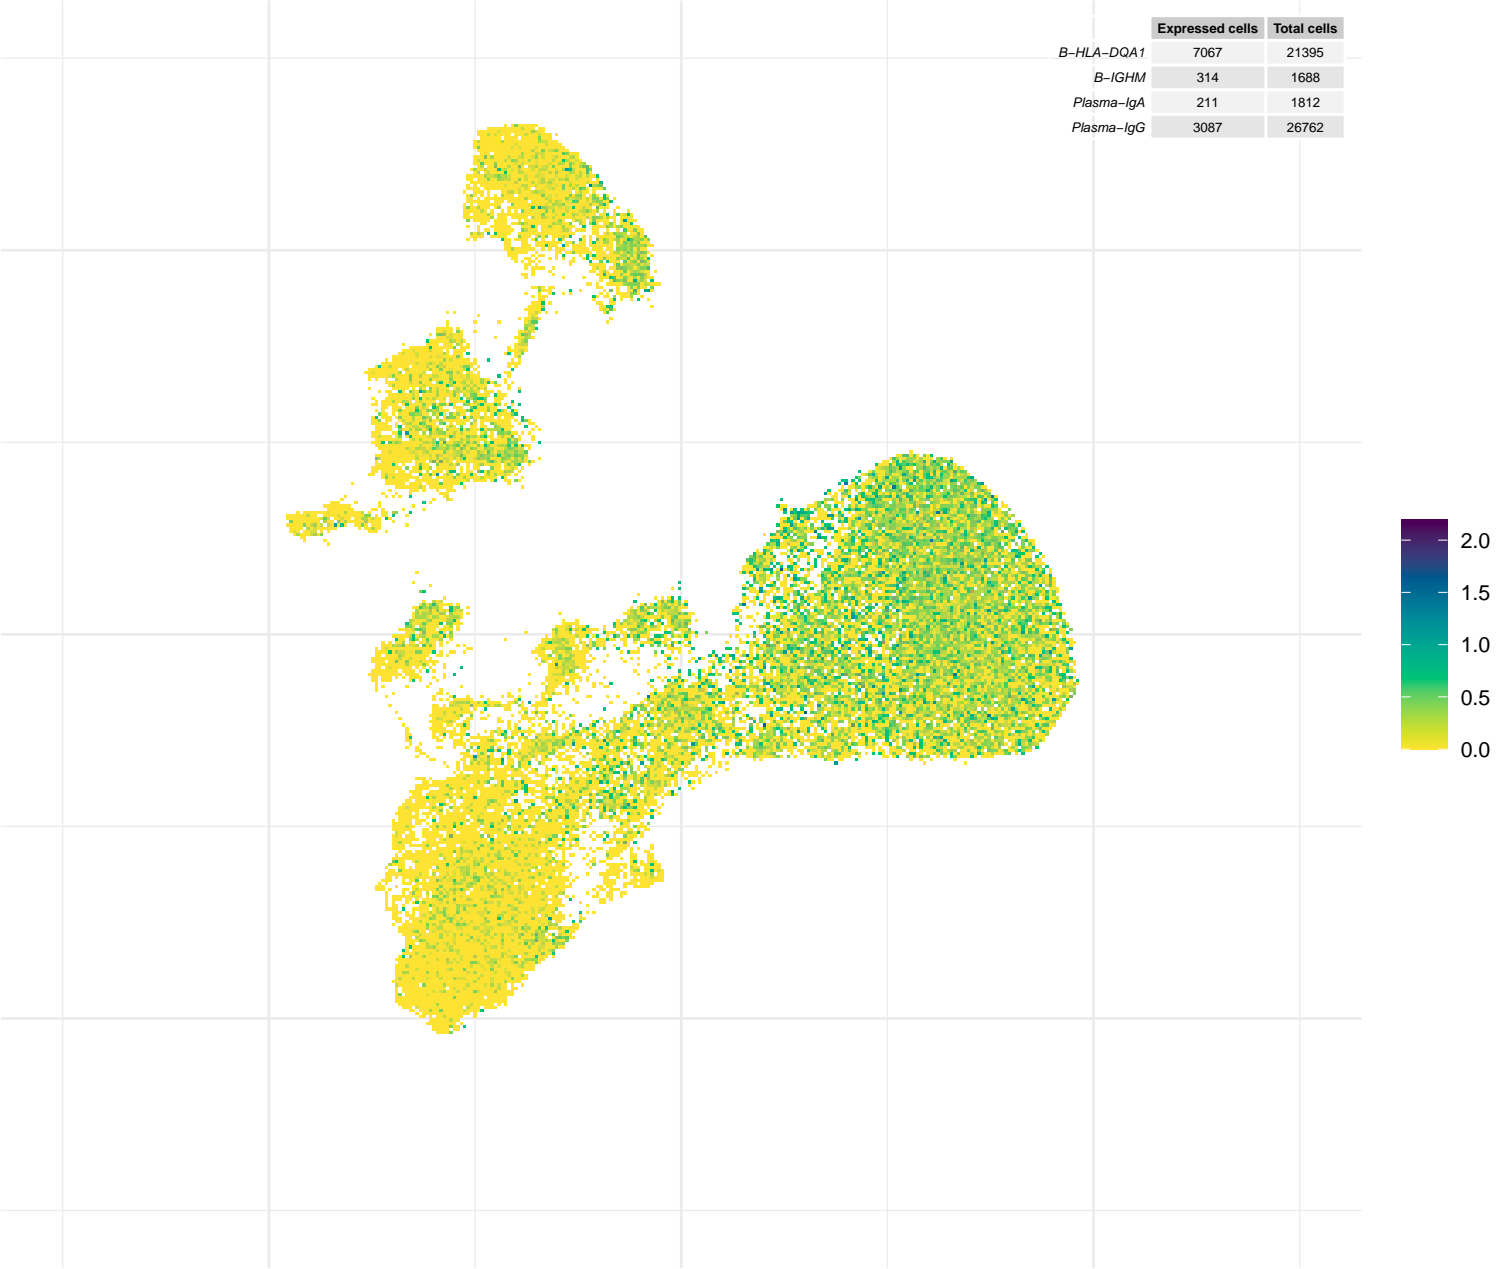 Expressed cells Total cells
B−HLA−DQA1 7067 21395
B−IGHM 314 1688
Plasma−IgA 211 1812
Plasma−IgG 3087 26762
2.0
1.5
1.0
0.5
0.0